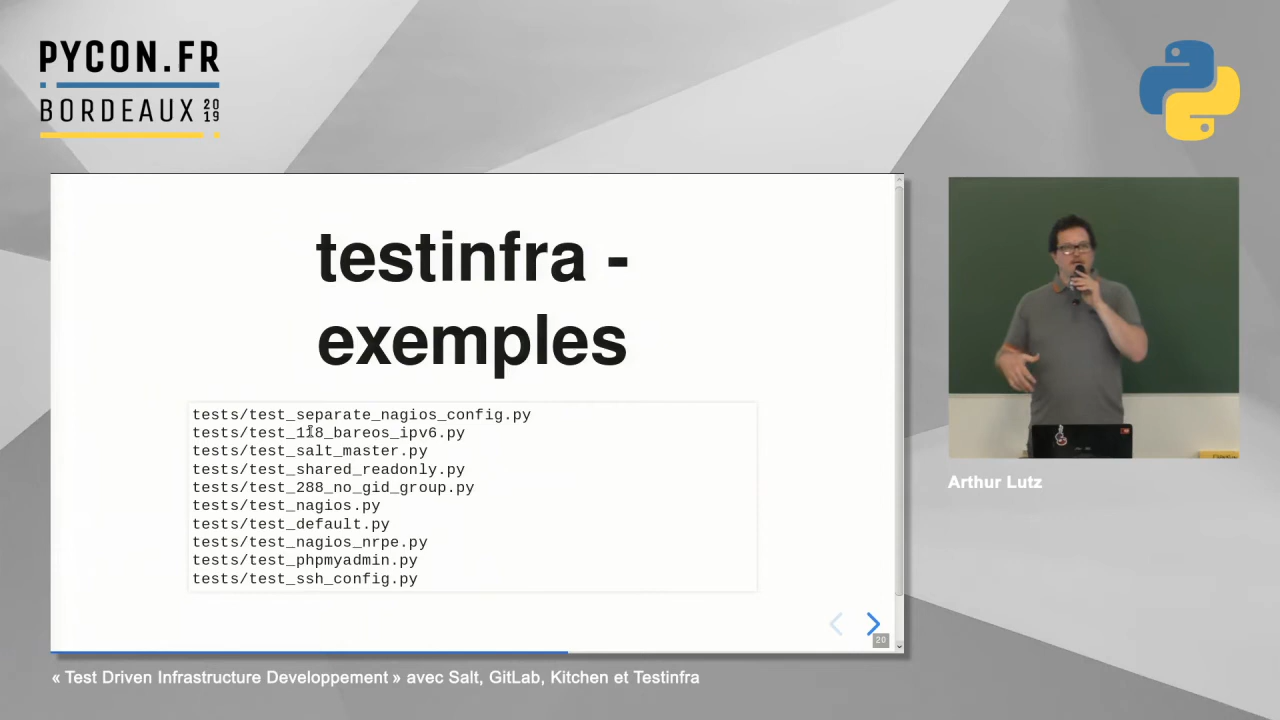 PYCON.FR
BORDEAUX 2019
testinfra -
exemples
tests/test_separate_nagios_config.py
tests/test_118_bareos_ipv6.py
tests/test_salt_master.py
tests/test_shared_readonly.py
tests/test_288_no_gid_group.py
tests/test_nagios.py
tests/test_default.py
tests/test_nagios_nrpe.py
tests/test_phpmyadmin.py
tests/test_ssh_config.py
20
Arthur Lutz
« Test Driven Infrastructure Developpement » avec Salt, GitLab, Kitchen et Testinfra